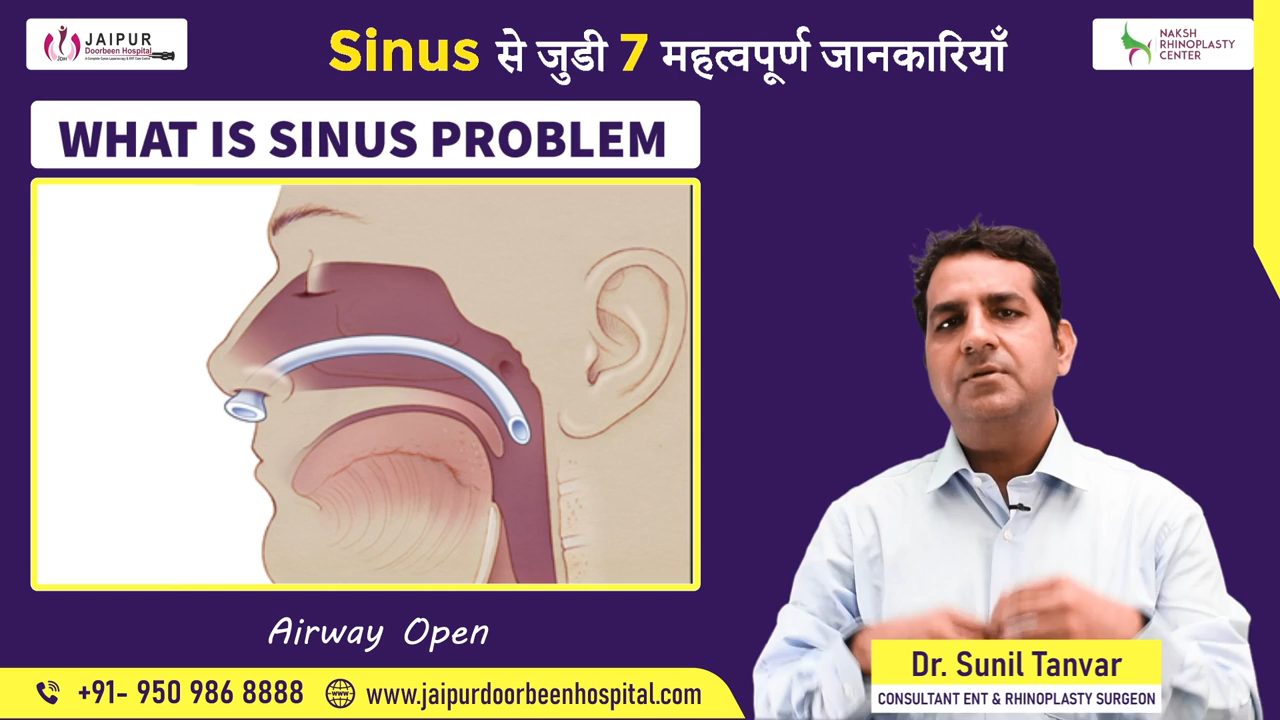 JAIPUR
Doorbeen Hospital
JDH
Sinus से जुडी 7 महत्वपूर्ण जानकारियाँ
NAKSH
RHINOPLASTY
CENTER
WHAT IS SINUS PROBLEM
Airway Open
+91- 950 986 8888
www.jaipurdoorbeenhospital.com
Dr. Sunil Tanvar
CONSULTANT ENT & RHINOPLASTY SURGEON